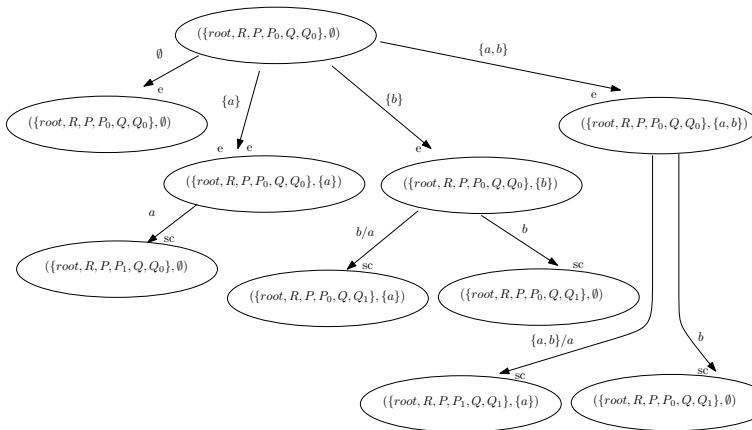 ({root, R, P, P₀, Q, Q₀}, ∅)
∅
{a, b}
{a}
{b}
e
e
({root, R, P, P₀, Q, Q₀}, ∅)
({root, R, P, P₀, Q, Q₀}, {a, b})
e e
e
({root, R, P, P₀, Q, Q₀}, {a})
({root, R, P, P₀, Q, Q₀}, {b})
a
b/a
b
sc
({root, R, P, P₁, Q, Q₀}, ∅)
sc
sc
({root, R, P, P₀, Q, Q₁}, {a})
({root, R, P, P₀, Q, Q₁}, ∅)
{a, b}/a
b
sc
sc
({root, R, P, P₁, Q, Q₁}, {a})
({root, R, P, P₀, Q, Q₁}, ∅)